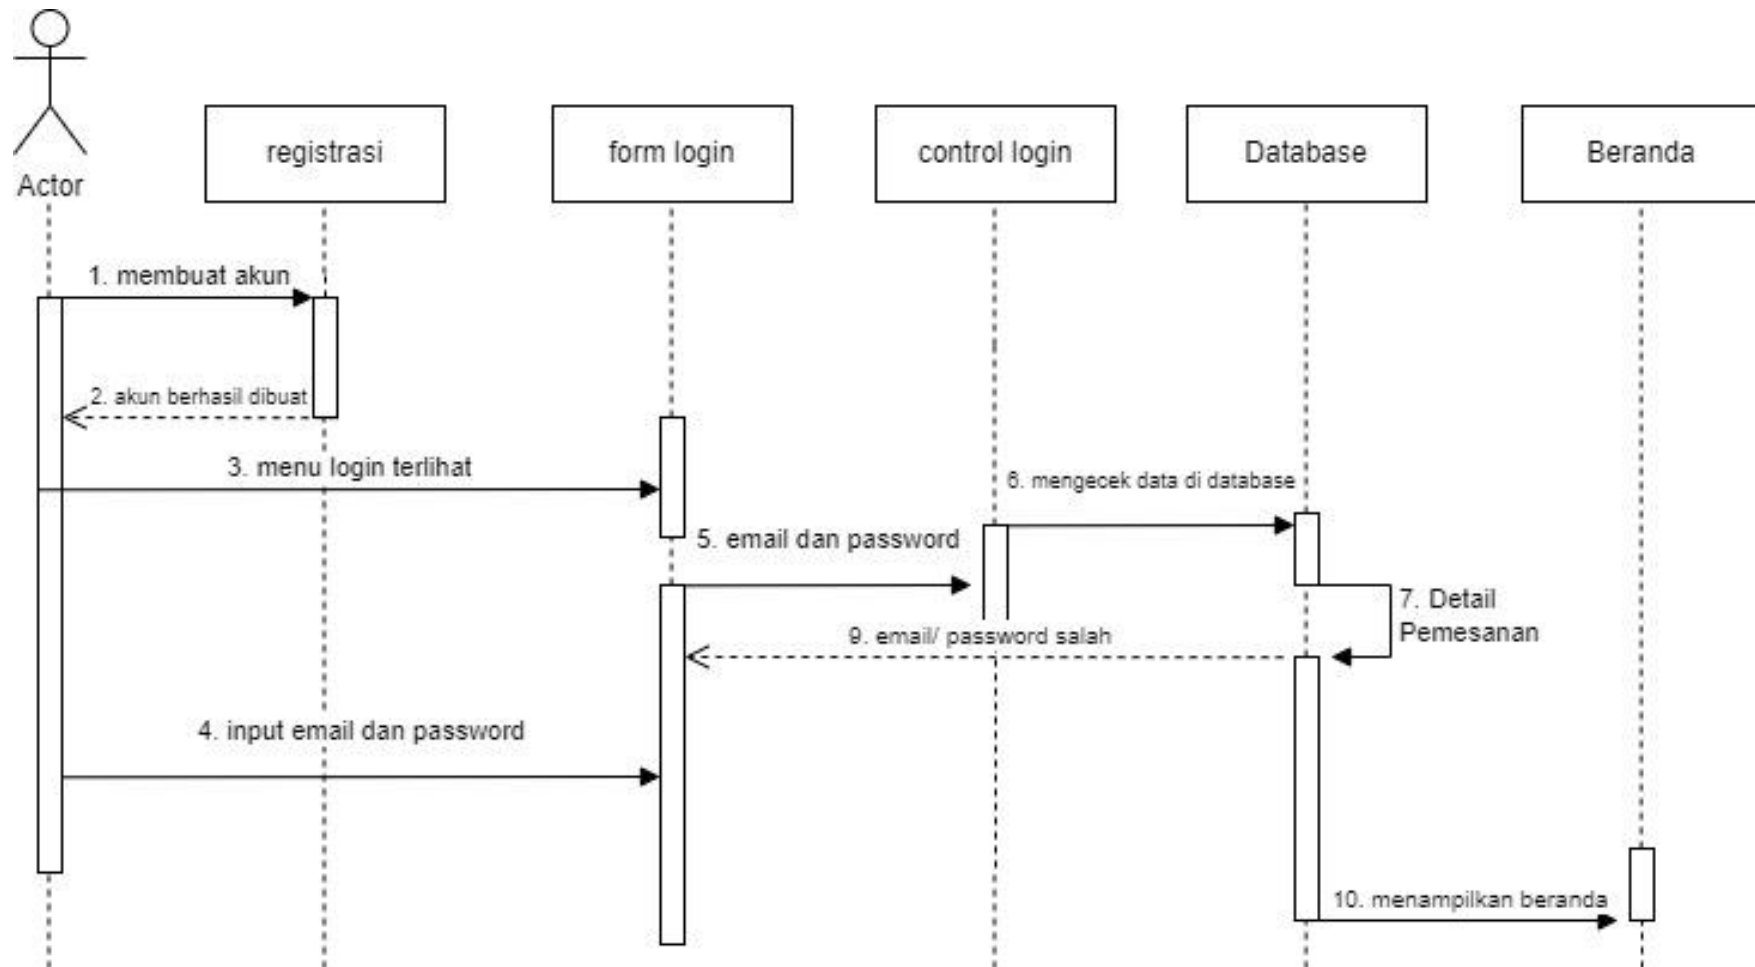 Actor
registrasi
form login
control login
Database
Beranda
1. membuat akun
2. akun berhasil dibuat
3. menu login terlihat
6. mengecek data di database
5. email dan password
7. Detail
Pemesanan
9. email/ password salah
4. input email dan password
10. menampilkan beranda